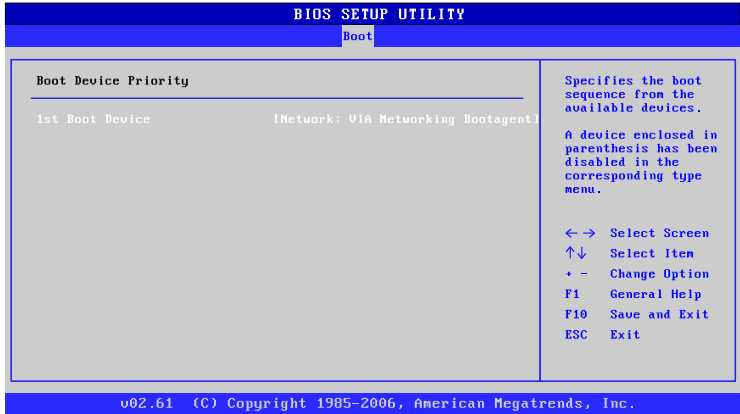 BIOS SETUP UTILITY
Boot
Boot Device Priority
1st Boot Device [Network: VIA Networking Bootagent]
Specifies the boot
sequence from the
available devices.
A device enclosed in
parenthesis has been
disabled in the
corresponding type
menu.
←→ Select Screen
↑↓ Select Item
+ - Change Option
F1 General Help
F10 Save and Exit
ESC Exit
v02.61 (C) Copyright 1985-2006, American Megatrends, Inc.